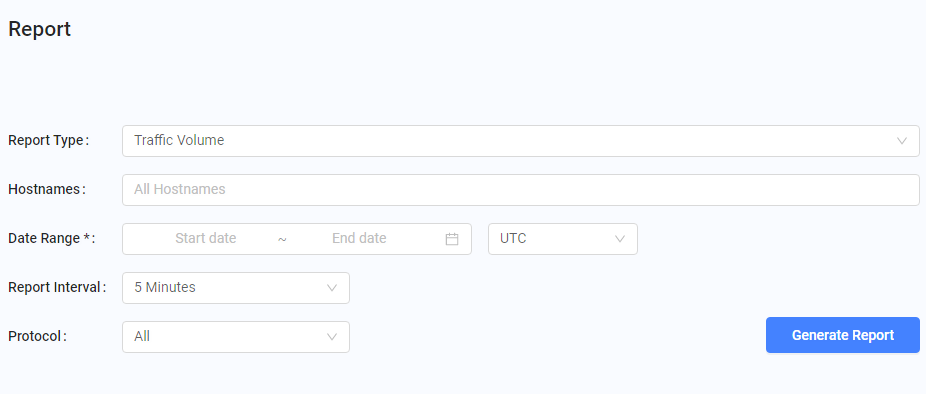 Report
Report Type: Traffic Volume
Hostnames: All Hostnames
Date Range *: Start date ~ End date UTC
Report Interval: 5 Minutes
Protocol: All Generate Report